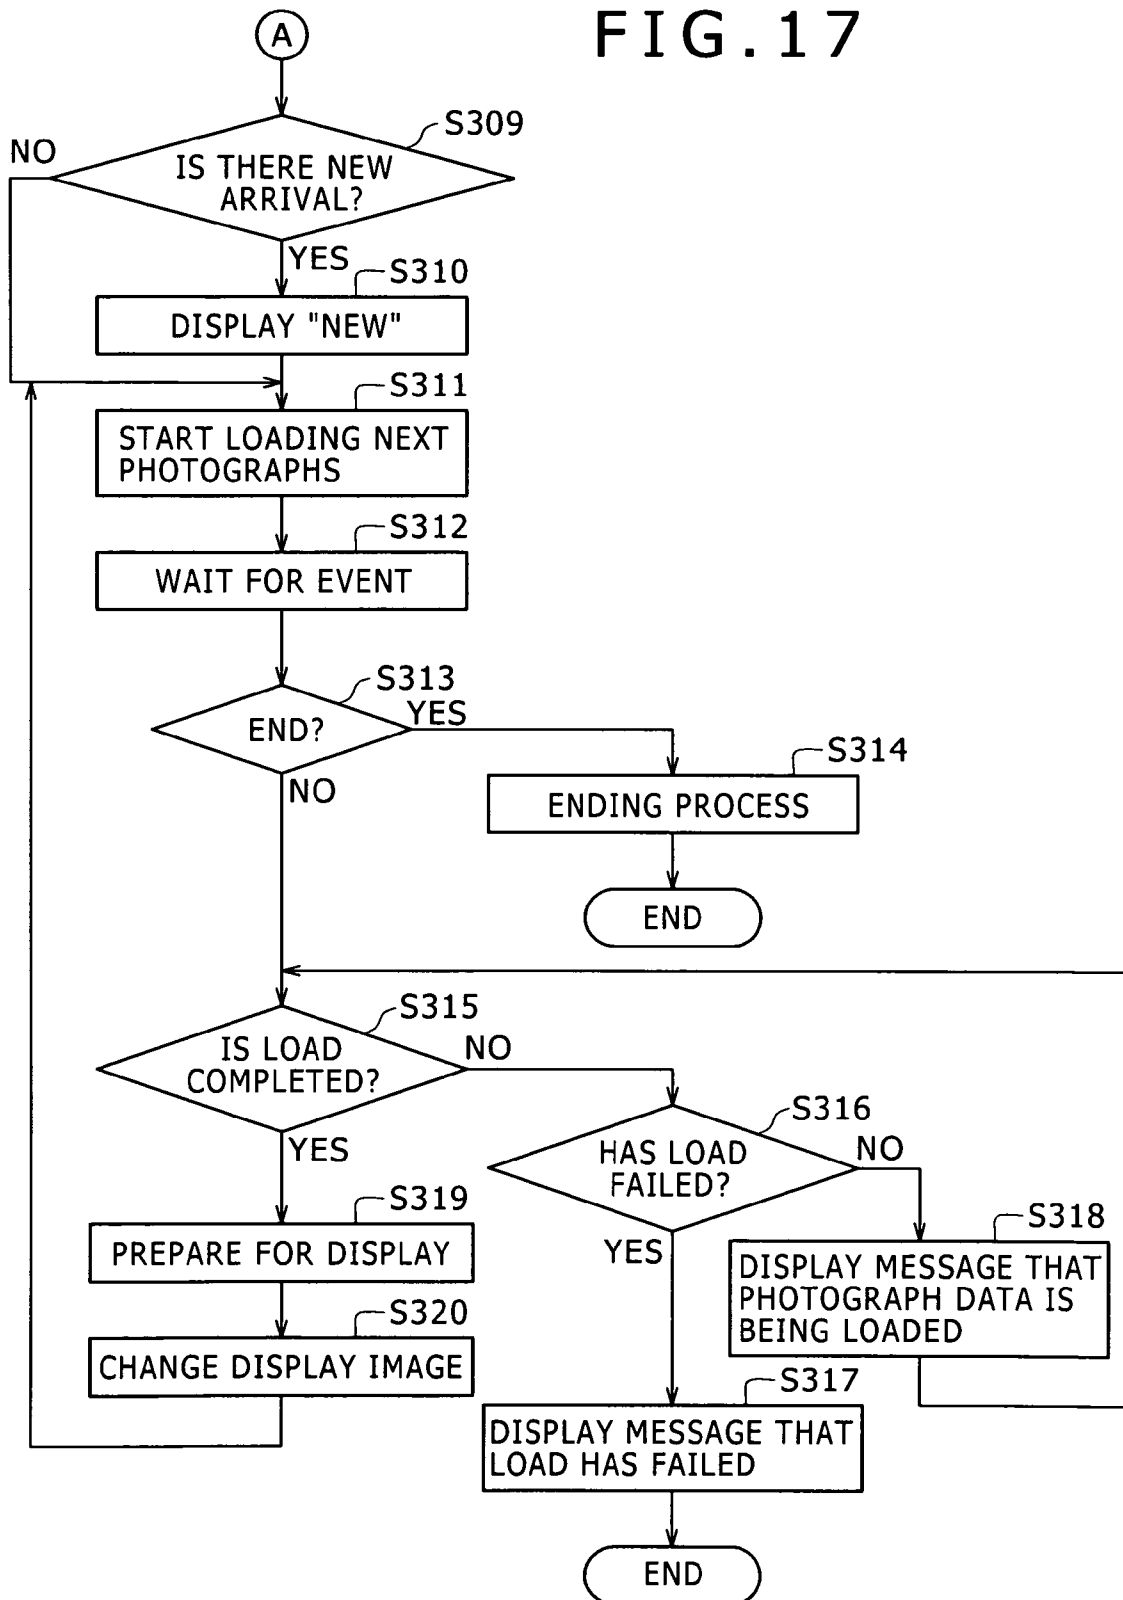 FIG.17
A
S309
NO
IS THERE NEW
ARRIVAL?
YES
S310
DISPLAY "NEW"
S311
START LOADING NEXT
PHOTOGRAPHS
S312
WAIT FOR EVENT
S313
YES
END?
NO
S314
ENDING PROCESS
END
S315
IS LOAD
COMPLETED?
NO
YES
S316
HAS LOAD
FAILED?
NO
YES
S319
PREPARE FOR DISPLAY
S318
DISPLAY MESSAGE THAT
PHOTOGRAPH DATA IS
BEING LOADED
S320
CHANGE DISPLAY IMAGE
S317
DISPLAY MESSAGE THAT
LOAD HAS FAILED
END